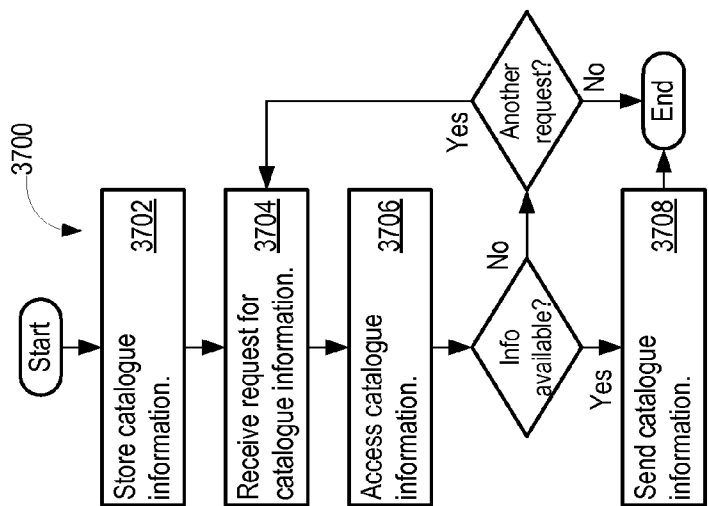 3700
Start
Store catalogue
information.
3702
Receive request for
catalogue information.
3704
Access catalogue
information.
3706
Info
available?
No
Yes
Another
request?
Yes
No
Send catalogue
information.
3708
End